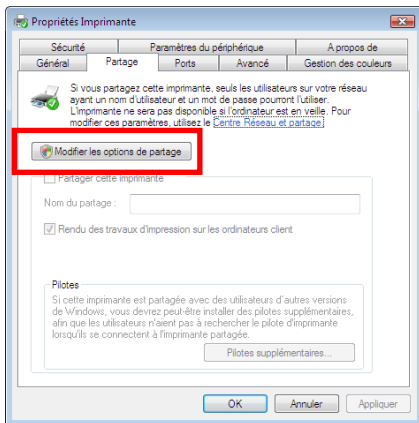 Propriétés Imprimante
Sécurité Paramètres du périphérique A propos de
Général Partage Ports Avancé Gestion des couleurs
Si vous partagez cette imprimante, seuls les utilisateurs sur votre réseau
ayant un nom d'utilisateur et un mot de passe pourront l'utiliser.
L'imprimante ne sera pas disponible si l'ordinateur est en veille. Pour
modifier ces paramètres, utilisez le Centre Réseau et partage.
Modifier les options de partage
Partager cette imprimante
Nom du partage :
Rendu des travaux d'impression sur les ordinateurs client
Pilotes
Si cette imprimante est partagée avec des utilisateurs d'autres versions
de Windows, vous devrez peut-être installer des pilotes supplémentaires,
afin que les utilisateurs n'aient pas à rechercher le pilote d'imprimante
lorsqu'ils se connectent à l'imprimante partagée.
Pilotes supplémentaires...
OK Annuler Appliquer